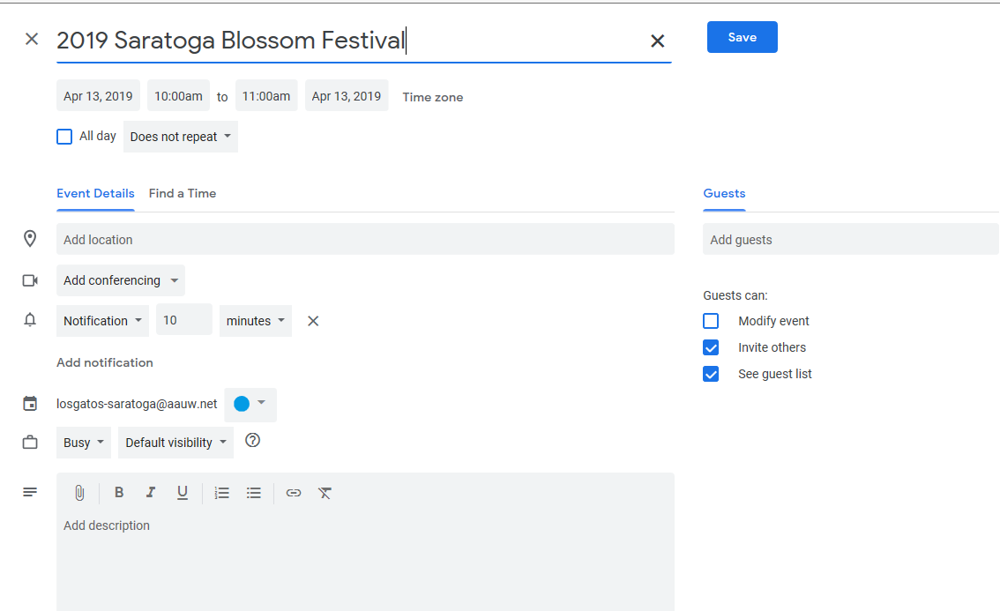 2019 Saratoga Blossom Festival
Save
Apr 13, 2019 10:00am to 11:00am Apr 13, 2019 Time zone
All day Does not repeat
Event Details Find a Time
Guests
Add location
Add guests
Add conferencing
Guests can:
Notification 10 minutes
Modify event
Invite others
Add notification
See guest list
losgatos-saratoga@aauw.net
Busy Default visibility
B I U
Add description